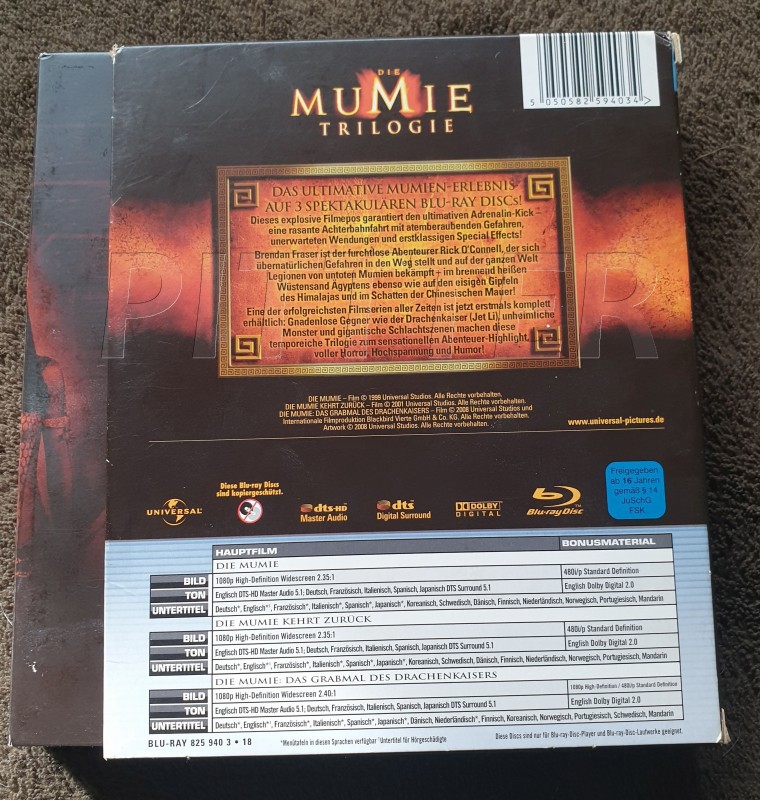 DIE
MUMIE
TRILOGIE
5 050582 594034 >
DAS ULTIMATIVE MUMIEN-ERLEBNIS
AUF 3 SPEKTAKULÄREN BLU-RAY DISCS!
Dieses explosive Filmepos garantiert den ultimativen Adrenalin-Kick –
eine rasante Achterbahnfahrt mit atemberaubenden Gefahren,
unerwarteten Wendungen und erstklassigen Special Effects!
Brendan Fraser ist der furchtlose Abenteurer Rick O'Connell, der sich
übernatürlichen Gefahren in den Weg stellt und auf der ganzen Welt
Legionen von untoten Mumien bekämpft – im brennend heißen
Wüstensand Ägyptens ebenso wie auf den eisigen Gipfeln
des Himalajas und im Schatten der Chinesischen Mauer!
Eine der erfolgreichsten Filmserien aller Zeiten ist jetzt erstmals komplett
erhältlich: Gnadenlose Gegner wie der Drachenkaiser (Jet Li), unheimliche
Monster und gigantische Schlachtszenen machen diese
temporeiche Trilogie zum sensationellen Abenteuer-Highlight,
voller Horror, Hochspannung und Humor!
DIE MUMIE – Film © 1999 Universal Studios. Alle Rechte vorbehalten.
DIE MUMIE KEHRT ZURÜCK – Film © 2001 Universal Studios. Alle Rechte vorbehalten.
DIE MUMIE: DAS GRABMAL DES DRACHENKAISERS – Film © 2008 Universal Studios und
Internationale Filmproduktion Blackbird Vierte GmbH & Co. KG. Alle Rechte vorbehalten.
Artwork © 2008 Universal Studios. Alle Rechte vorbehalten.
www.universal-pictures.de
UNIVERSAL
Diese Blu-ray Discs
sind kopiergeschützt.
dts-HD
Master Audio
dts
Digital Surround
DOLBY
DIGITAL
Blu-ray Disc
Freigegeben
ab 16 Jahren
gemäß § 14
JuSchG
FSK
HAUPTFILM BONUSMATERIAL
DIE MUMIE
BILD 1080p High-Definition Widescreen 2.35:1 480i/p Standard Definition
TON Englisch DTS-HD Master Audio 5.1; Deutsch, Französisch, Italienisch, Spanisch, Japanisch DTS Surround 5.1 English Dolby Digital 2.0
UNTERTITEL Deutsch*, Englisch*¹, Französisch*, Italienisch*, Spanisch*, Japanisch*, Koreanisch, Schwedisch, Dänisch, Finnisch, Niederländisch, Norwegisch, Portugiesisch, Mandarin
DIE MUMIE KEHRT ZURÜCK
BILD 1080p High-Definition Widescreen 2.35:1 480i/p Standard Definition
TON Englisch DTS-HD Master Audio 5.1; Deutsch, Französisch, Italienisch, Spanisch, Japanisch DTS Surround 5.1 English Dolby Digital 2.0
UNTERTITEL Deutsch*, Englisch*¹, Französisch*, Italienisch*, Spanisch*, Japanisch*, Koreanisch, Schwedisch, Dänisch, Finnisch, Niederländisch, Norwegisch, Portugiesisch, Mandarin
DIE MUMIE: DAS GRABMAL DES DRACHENKAISERS
BILD 1080p High-Definition Widescreen 2.40:1 1080p High-Definition / 480i/p Standard Definition
TON Englisch DTS-HD Master Audio 5.1; Deutsch, Französisch, Italienisch, Spanisch, Japanisch DTS Surround 5.1 English Dolby Digital 2.0
UNTERTITEL Deutsch*, Englisch*¹, Französisch*, Italienisch*, Spanisch*, Japanisch*, Dänisch, Niederländisch*, Finnisch, Koreanisch, Norwegisch, Portugiesisch, Schwedisch, Mandarin
BLU-RAY 825 940 3 • 18 *Menütafeln in diesen Sprachen verfügbar ¹Untertitel für Hörgeschädigte Diese Discs sind nur für Blu-ray-Disc-Player und Blu-ray-Disc-Laufwerke geeignet.